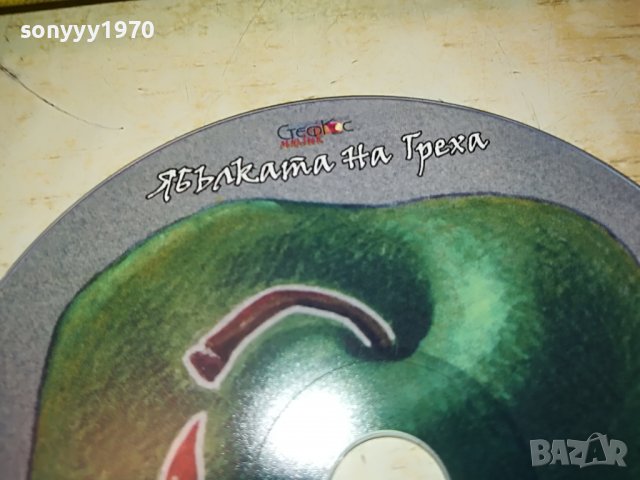 sonyyy1970
СтефКос
Ябълката На Греха
BAZAR